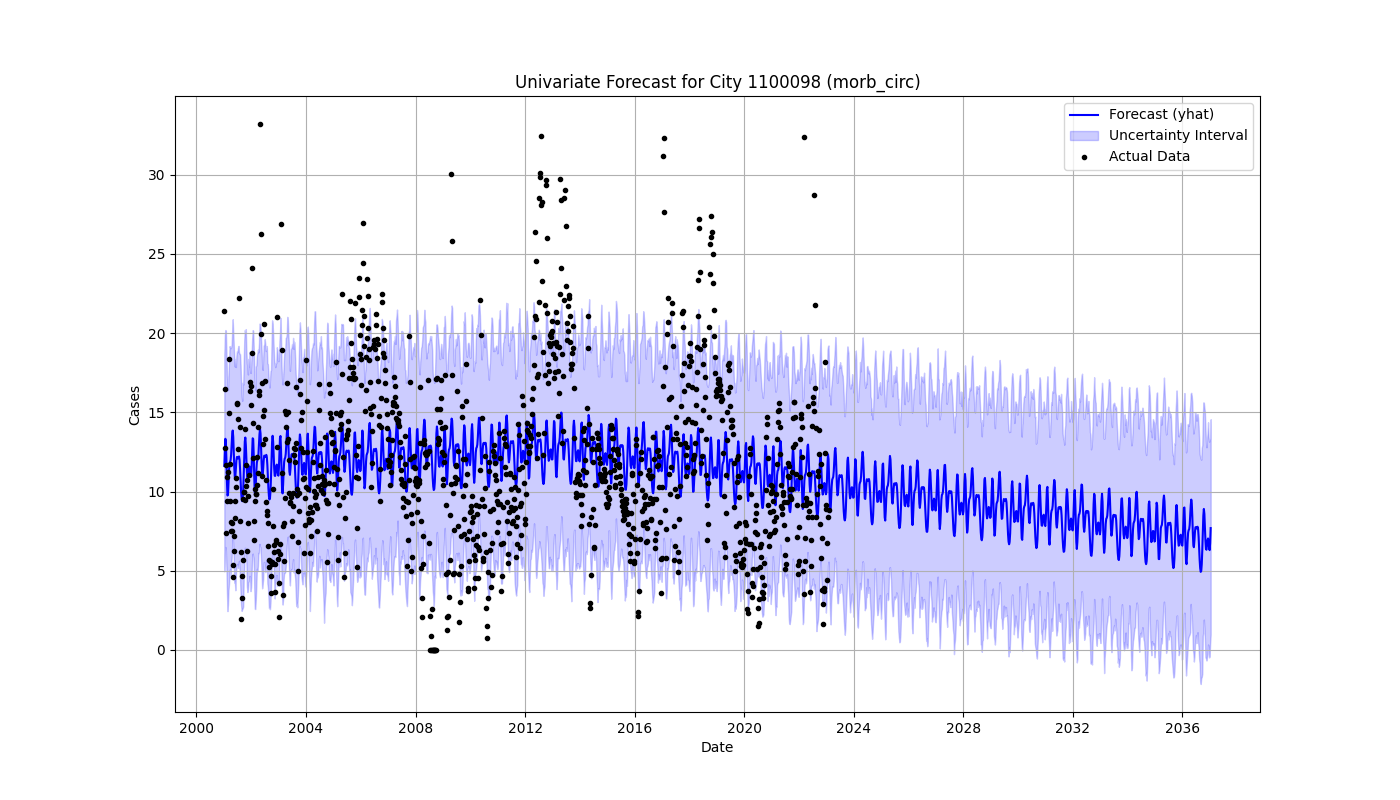 Univariate Forecast for City 1100098 (morb_circ)
Forecast (yhat)
Uncertainty Interval
Actual Data
Cases
30
25
20
15
10
5
0
2000 2004 2008 2012 2016 2020 2024 2028 2032 2036
Date